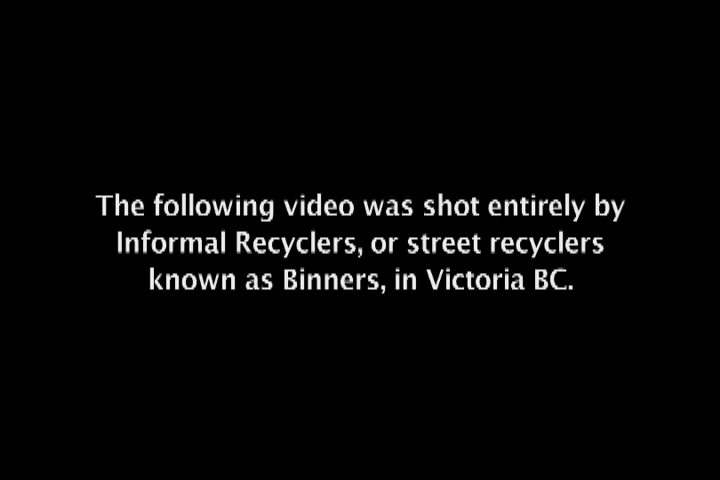 The following video was shot entirely by
Informal Recyclers, or street recyclers
known as Binners, in Victoria BC.